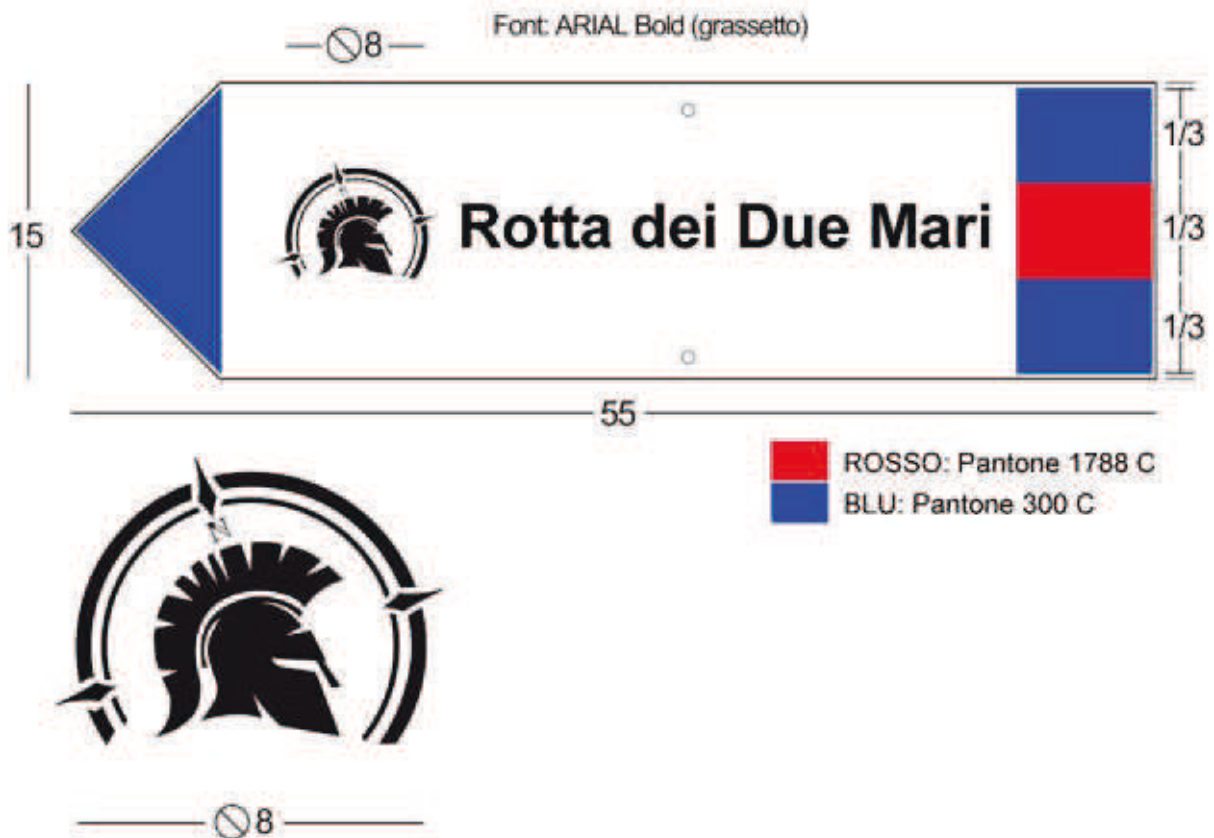 Font: ARIAL Bold (grassetto)
⌀8
15
Rotta dei Due Mari
1/3
1/3
1/3
55
ROSSO: Pantone 1788 C
BLU: Pantone 300 C
N
⌀8